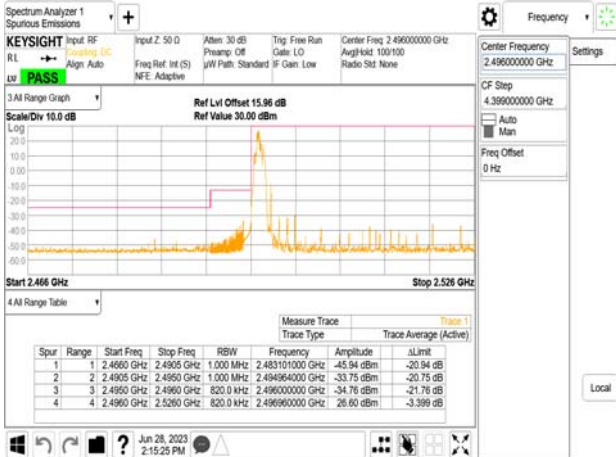 Spectrum Analyzer 1
Spurious Emissions
Frequency
KEYSIGHT
RL
LV PASS
Input: RF
Coupling: DC
Align: Auto
Input Z: 50 Ω
Freq Ref: Int (S)
NFE: Adaptive
Atten: 30 dB
Preamp: Off
µW Path: Standard
Trig: Free Run
Gate: LO
IF Gain: Low
Center Freq: 2.496000000 GHz
Avg|Hold: 100/100
Radio Std: None
Center Frequency
2.496000000 GHz
Settings
CF Step
4.399000000 GHz
Auto
Man
Freq Offset
0 Hz
Local
3 All Range Graph
Scale/Div 10.0 dB
Ref Lvl Offset 15.96 dB
Ref Value 30.00 dBm
Log
20.0
10.0
0.00
-10.0
-20.0
-30.0
-40.0
-50.0
-60.0
Start 2.466 GHz
Stop 2.526 GHz
4 All Range Table
Measure Trace Trace 1
Trace Type Trace Average (Active)
Spur Range Start Freq Stop Freq RBW Frequency Amplitude ΔLimit
1 1 2.4660 GHz 2.4905 GHz 1.000 MHz 2.483101000 GHz -45.94 dBm -20.94 dB
2 2 2.4905 GHz 2.4950 GHz 1.000 MHz 2.494964000 GHz -33.75 dBm -20.75 dB
3 3 2.4950 GHz 2.4960 GHz 820.0 kHz 2.496000000 GHz -34.76 dBm -21.76 dB
4 4 2.4960 GHz 2.5260 GHz 820.0 kHz 2.496960000 GHz 26.60 dBm -3.399 dB
?
Jun 28, 2023
2:15:25 PM